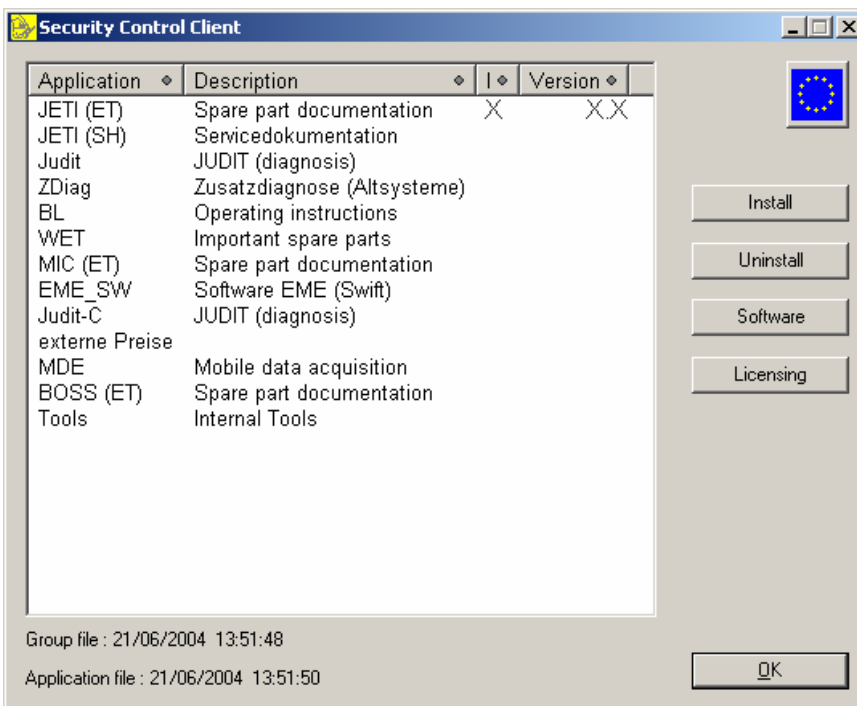 Security Control Client
Application Description I Version
JETI (ET) Spare part documentation X X.X
JETI (SH) Servicedokumentation
Judit JUDIT (diagnosis)
ZDiag Zusatzdiagnose (Altsysteme)
BL Operating instructions
WET Important spare parts
MIC (ET) Spare part documentation
EME_SW Software EME (Swift)
Judit-C JUDIT (diagnosis)
externe Preise
MDE Mobile data acquisition
BOSS (ET) Spare part documentation
Tools Internal Tools
Install
Uninstall
Software
Licensing
Group file : 21/06/2004 13:51:48
Application file : 21/06/2004 13:51:50
OK